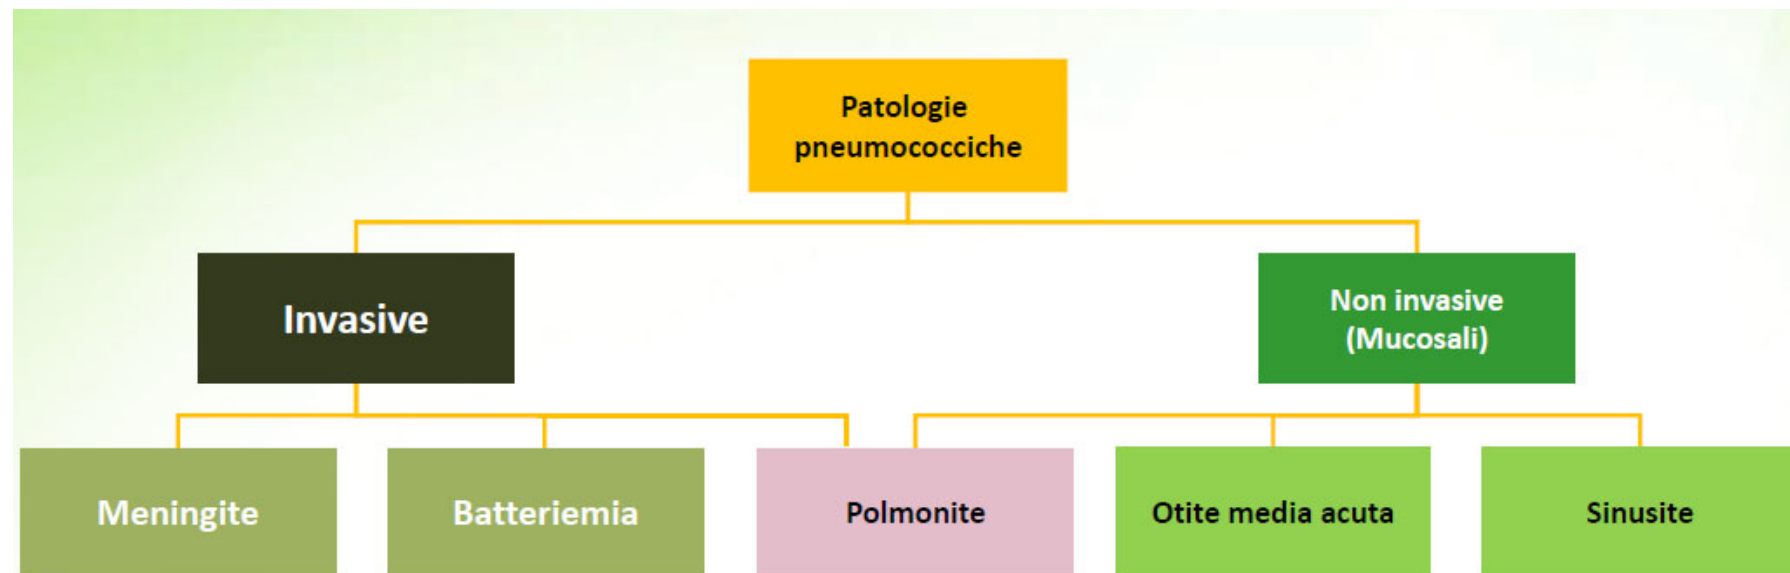 Patologie
pneumococciche
Invasive
Non invasive
(Mucosali)
Meningite
Batteriemia
Polmonite
Otite media acuta
Sinusite